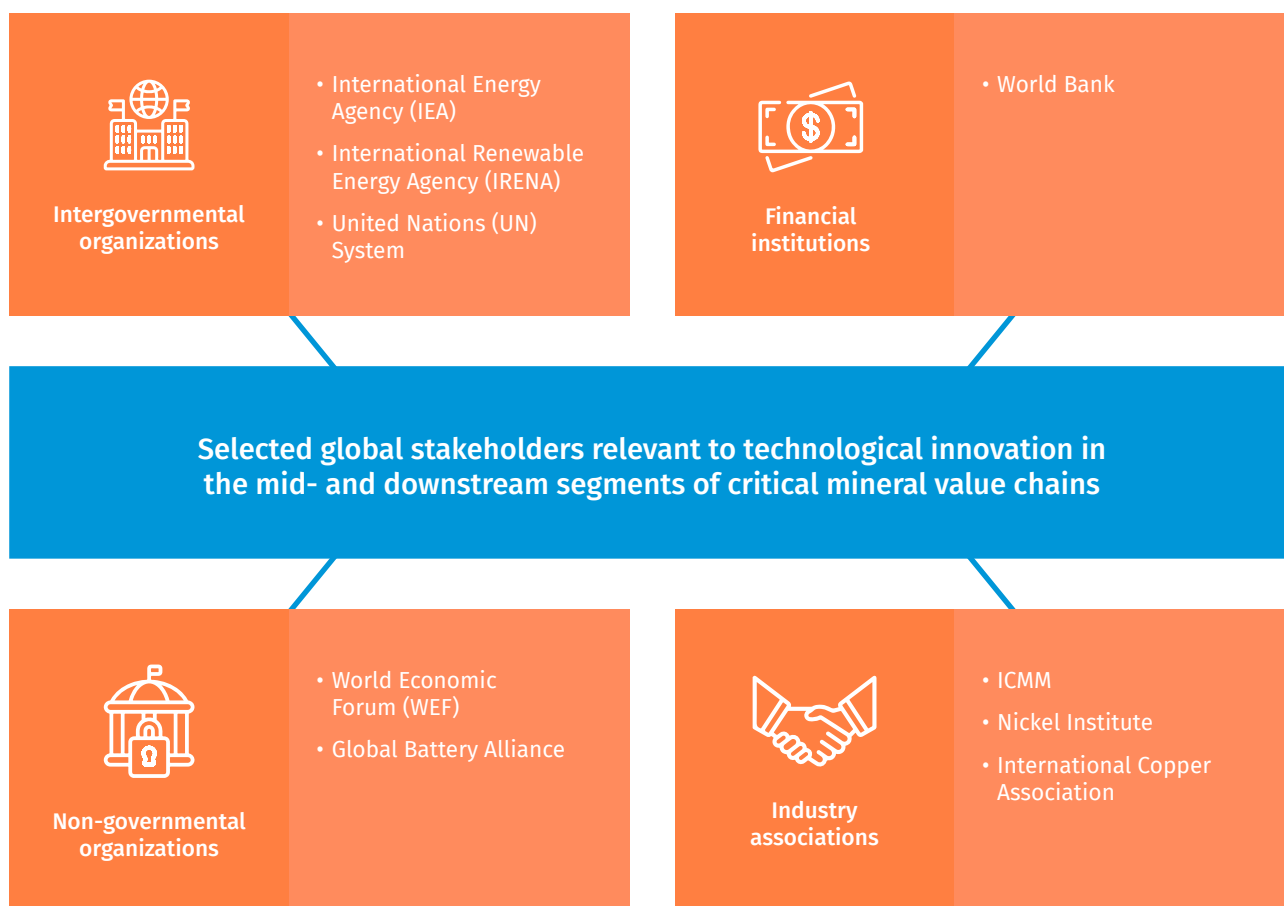 Intergovernmental
organizations
• International Energy
Agency (IEA)
• International Renewable
Energy Agency (IRENA)
• United Nations (UN)
System
$
Financial
institutions
• World Bank
Selected global stakeholders relevant to technological innovation in
the mid- and downstream segments of critical mineral value chains
Non-governmental
organizations
• World Economic
Forum (WEF)
• Global Battery Alliance
Industry
associations
• ICMM
• Nickel Institute
• International Copper
Association